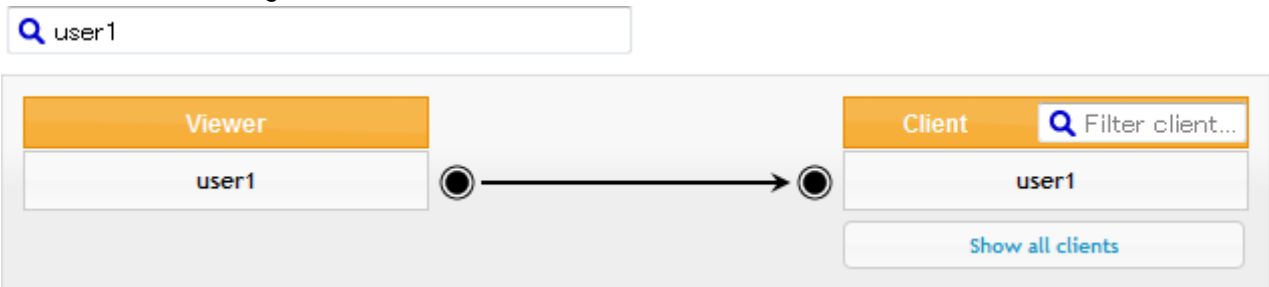 user1
Viewer
Client
Filter client...
user1
user1
Show all clients